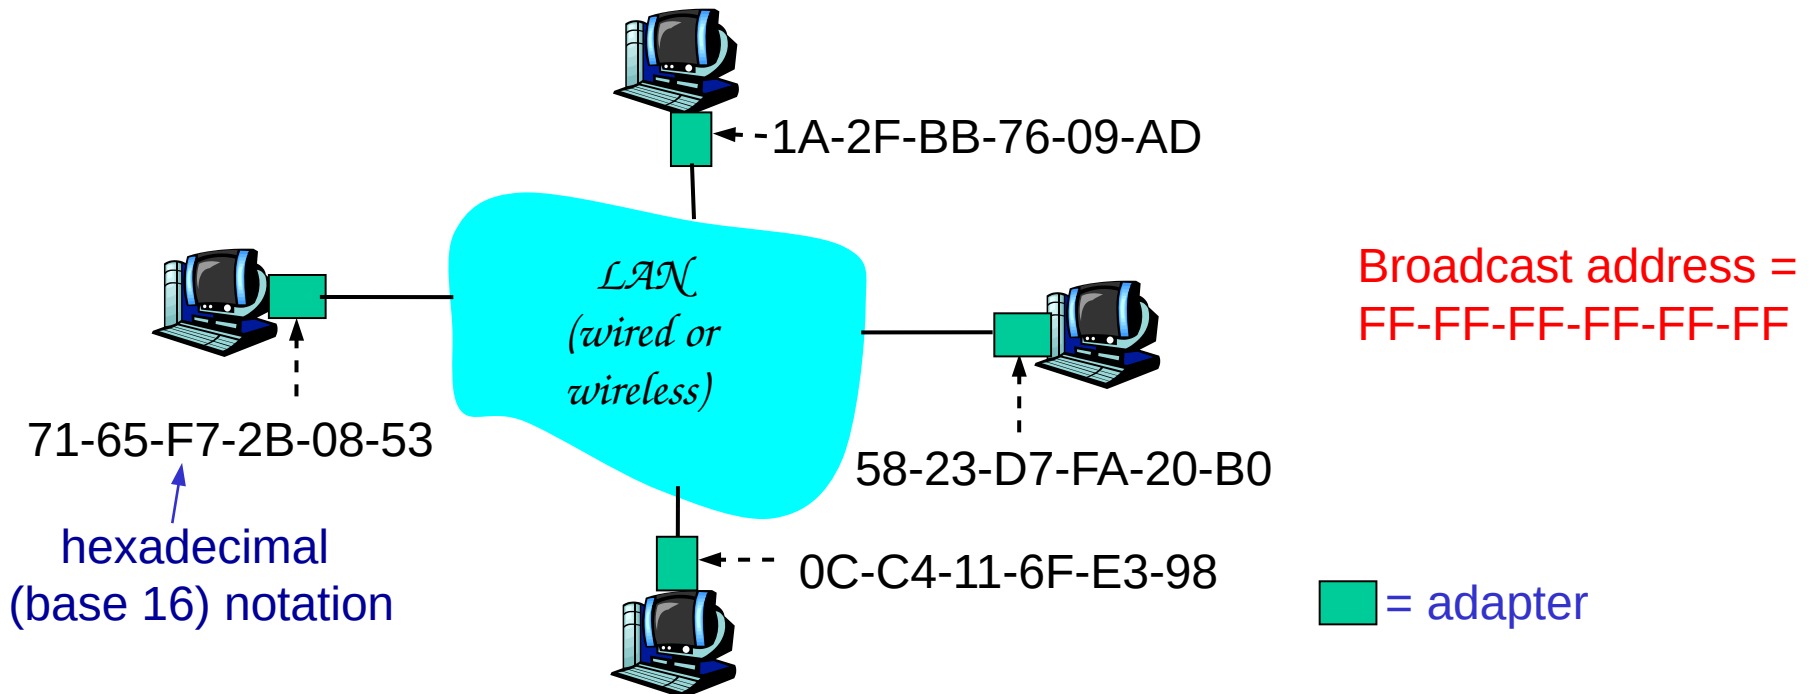 1A-2F-BB-76-09-AD
LAN
(wired or
wireless)
Broadcast address =
FF-FF-FF-FF-FF-FF
71-65-F7-2B-08-53
58-23-D7-FA-20-B0
hexadecimal
(base 16) notation
0C-C4-11-6F-E3-98
= adapter